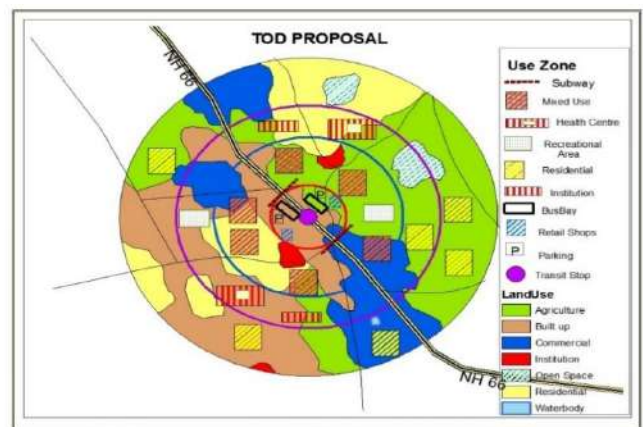 TOD PROPOSAL
NH 66
NH 66
P
P
Use Zone
Subway
Mixed Use
Health Centre
Recreational
Area
Residential
Institution
BusBay
Retail Shops
P
Parking
Transit Stop
LandUse
Agriculture
Built up
Commercial
Institution
Open Space
Residential
Waterbody